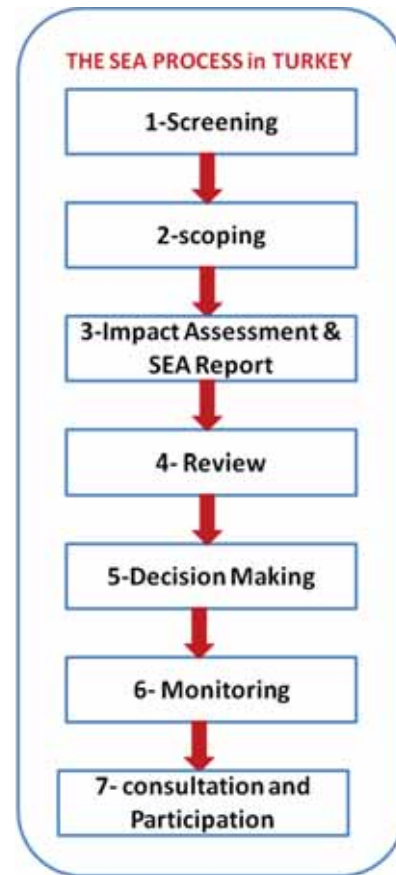 THE SEA PROCESS in TURKEY
1-Screening
2-scoping
3-Impact Assessment &
SEA Report
4- Review
5-Decision Making
6- Monitoring
7- consultation and
Participation